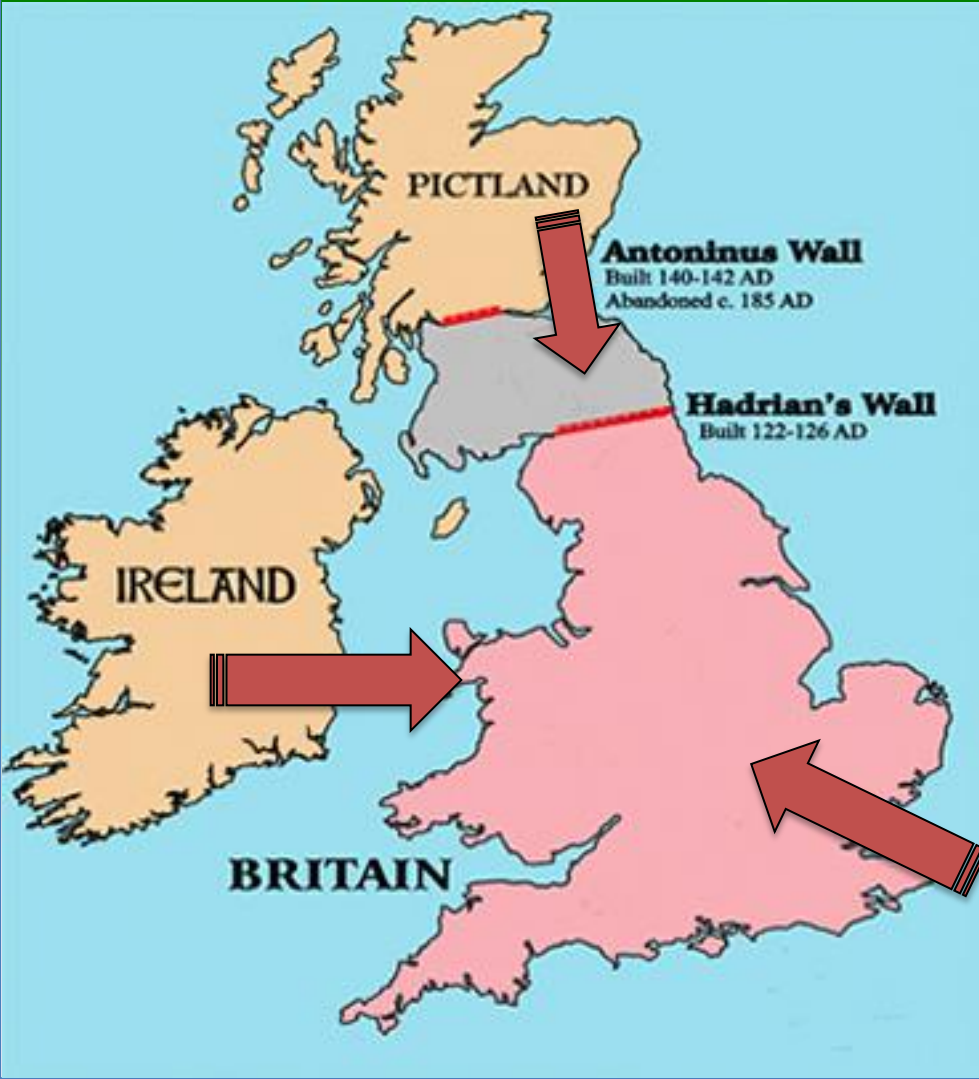 PICTLAND
Antoninus Wall
Built 140-142 AD
Abandoned c. 185 AD
Hadrian's Wall
Built 122-126 AD
IRELAND
BRITAIN